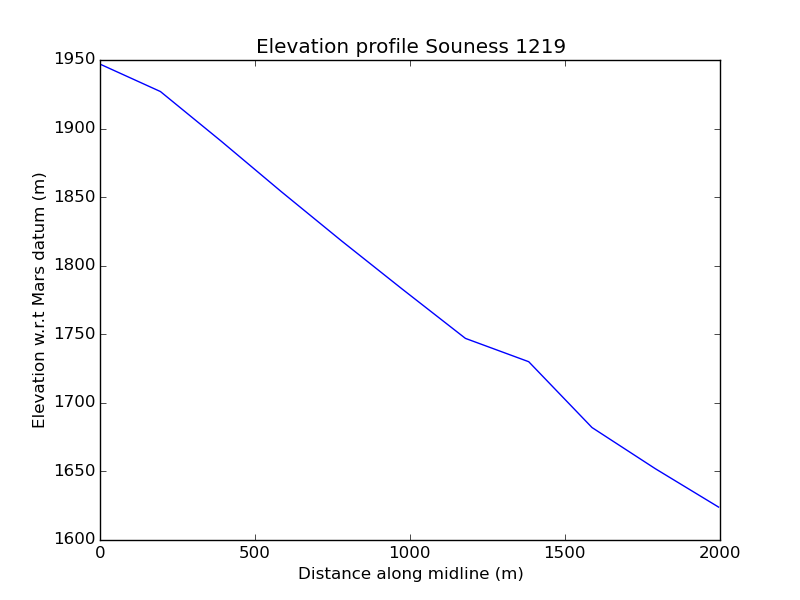 Elevation profile Souness 1219
1950
1900
1850
1800
1750
1700
1650
1600
Elevation w.r.t Mars datum (m)
0 500 1000 1500 2000
Distance along midline (m)